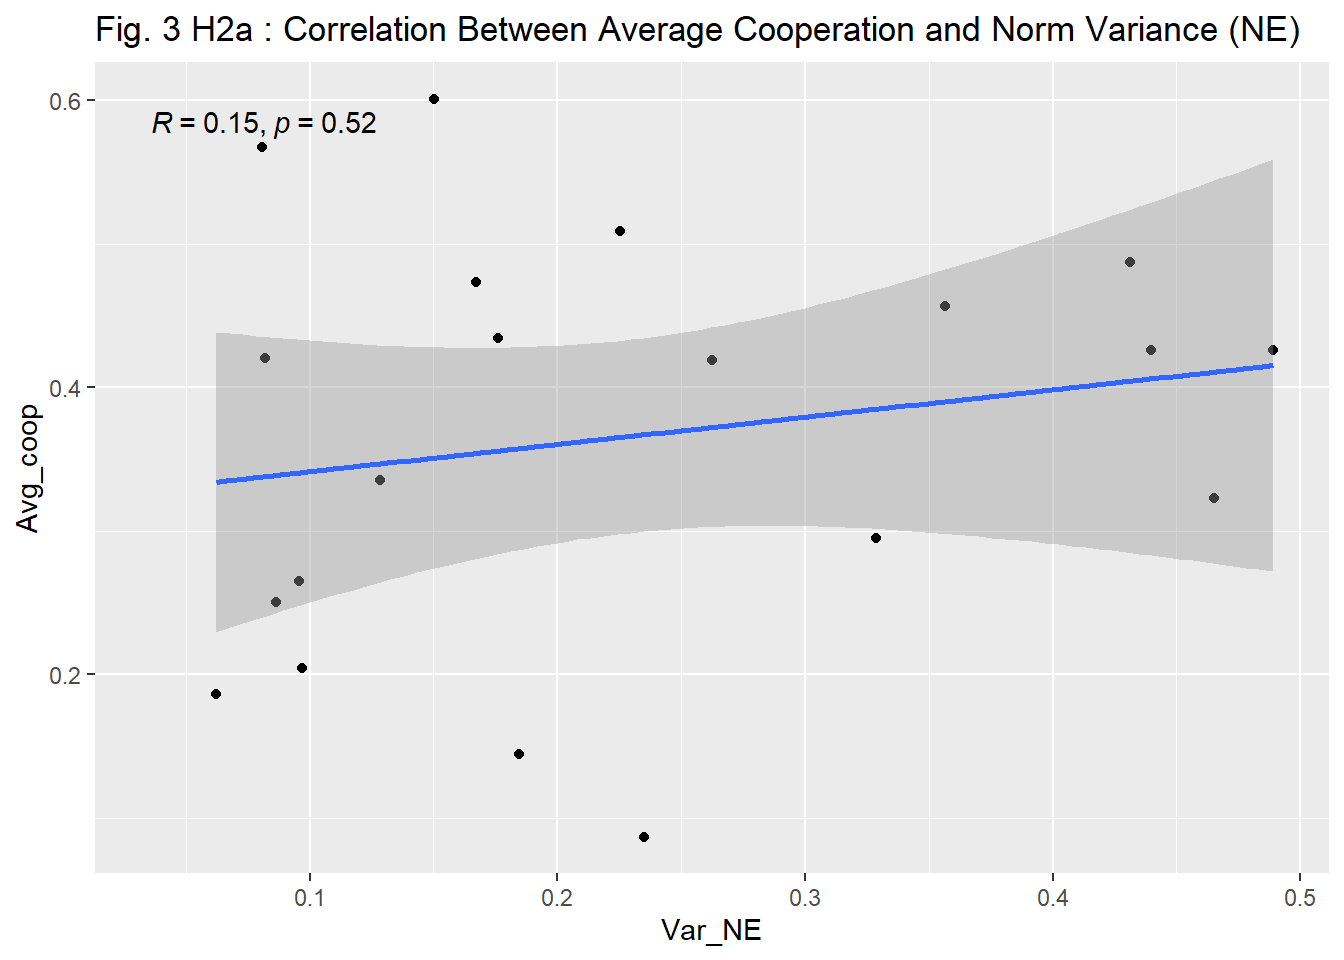 Fig. 3 H2a : Correlation Between Average Cooperation and Norm Variance (NE)
R = 0.15, p = 0.52
0.6
0.4
0.2
Avg_coop
0.1 0.2 0.3 0.4 0.5
Var_NE